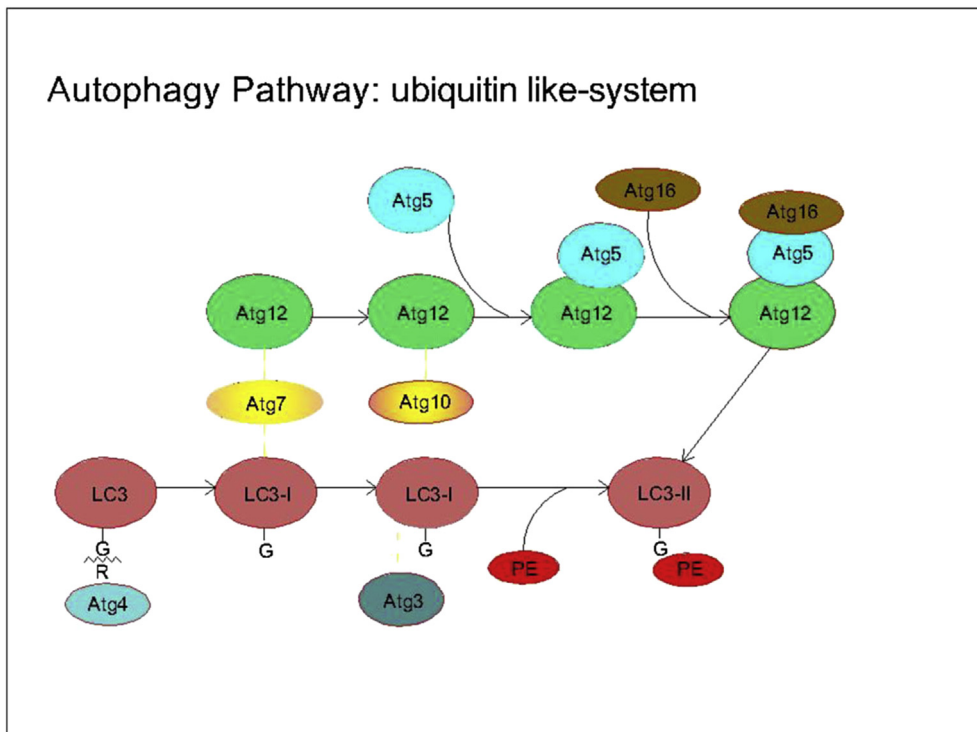 Autophagy Pathway: ubiquitin like-system
Atg5
Atg16
Atg16
Atg5
Atg5
Atg12
Atg12
Atg12
Atg12
Atg7
Atg10
LC3
LC3-I
LC3-I
LC3-II
G
G
G
G
R
PE
PE
Atg4
Atg3